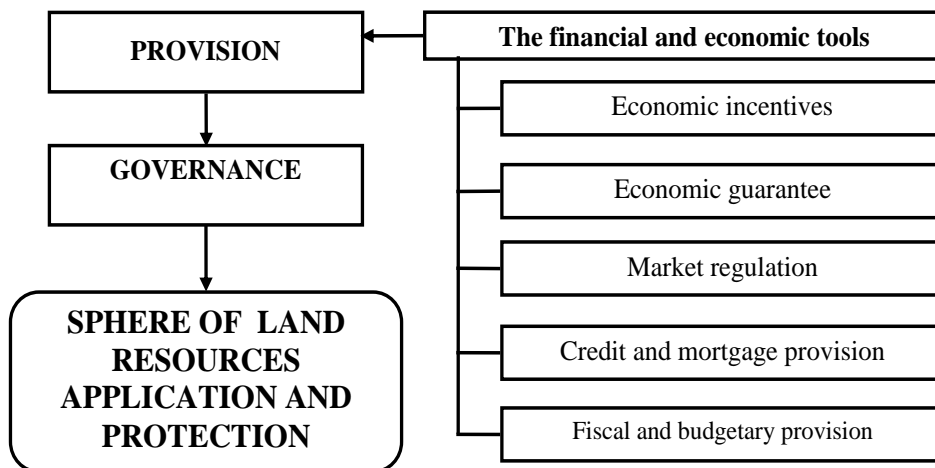 PROVISION
GOVERNANCE
SPHERE OF LAND
RESOURCES
APPLICATION AND
PROTECTION
The financial and economic tools
Economic incentives
Economic guarantee
Market regulation
Credit and mortgage provision
Fiscal and budgetary provision